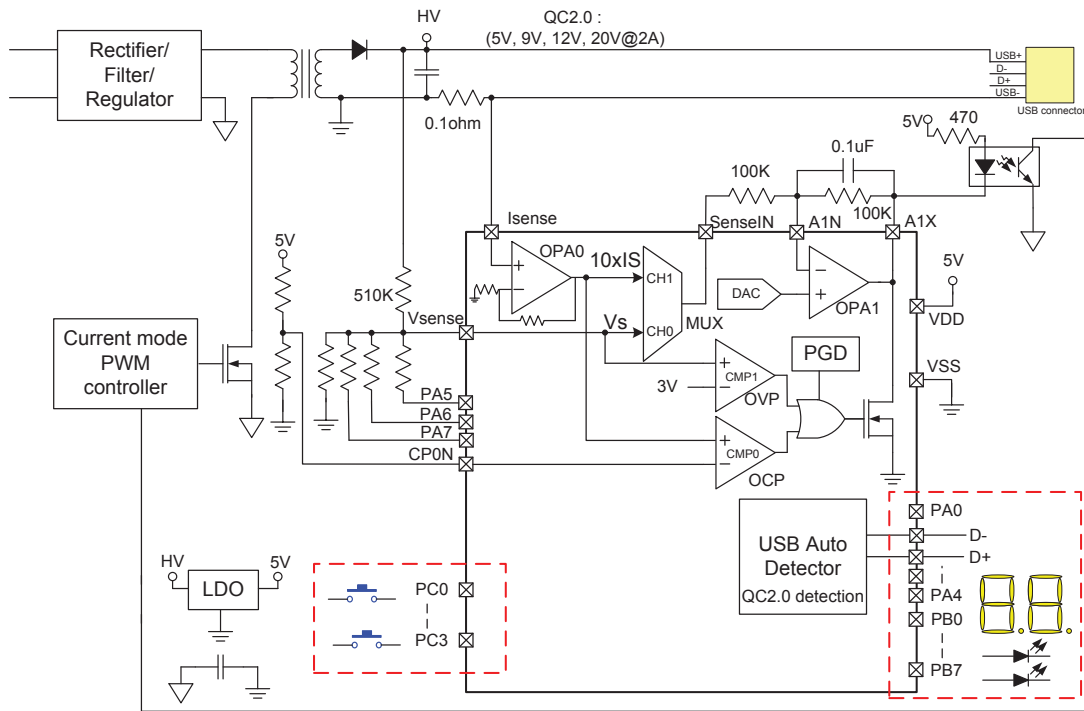 HV
QC2.0 :
(5V, 9V, 12V, 20V@2A)
Rectifier/
Filter/
Regulator
USB+
D-
D+
USB-
USB connector
0.1ohm
5V
470
0.1uF
100K
100K
Isense
SenseIN
A1N
A1X
5V
OPA0
10xIS
CH1
DAC
-
+
OPA1
5V
510K
+
-
MUX
VDD
Vsense
Vs
CH0
Current mode
PWM
controller
PGD
VSS
+
CMP1
3V
-
OVP
PA5
PA6
PA7
CP0N
+
CMP0
-
OCP
PA0
USB Auto
Detector
QC2.0 detection
D-
D+
HV
5V
LDO
PC0
PA4
PB0
8.8.
PC3
PB7